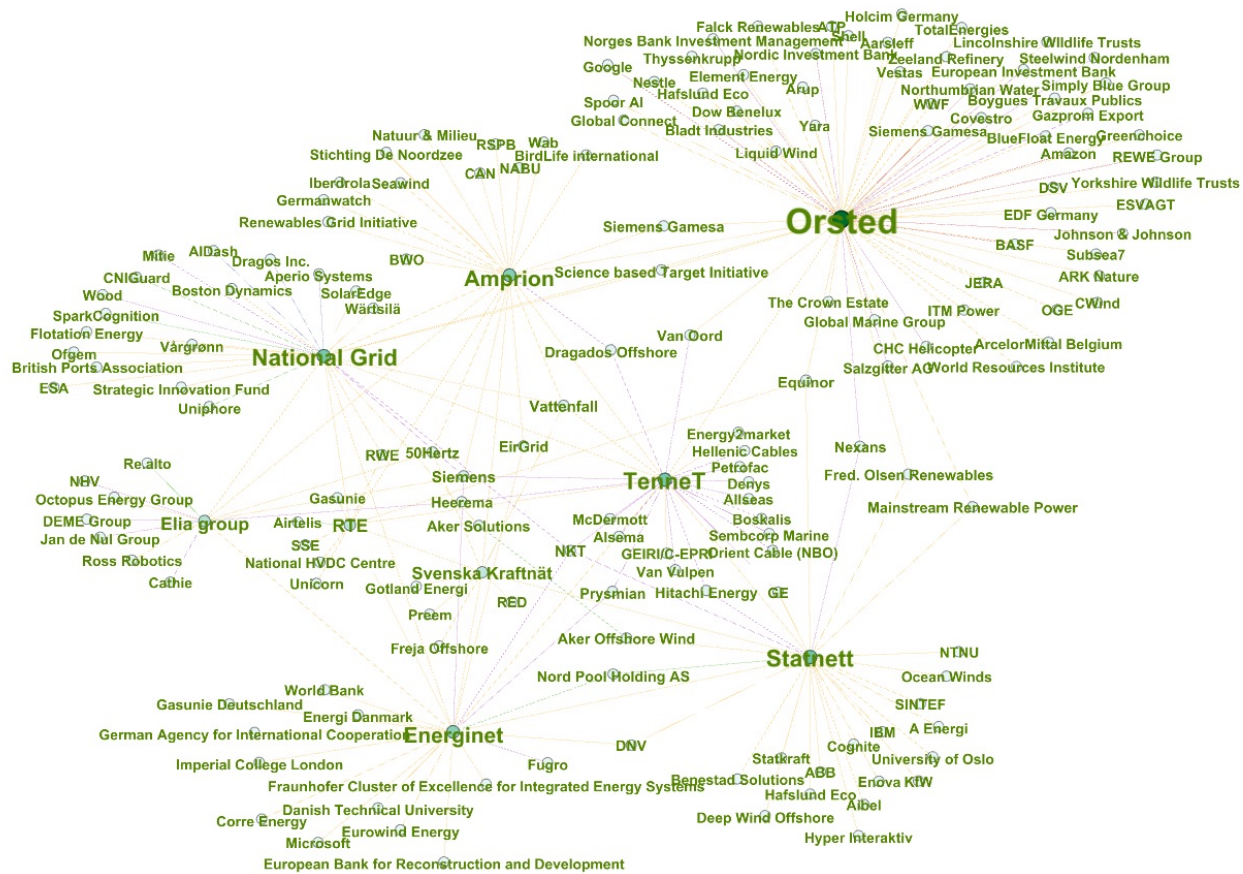 Holcim Germany
Falck Renewables
ATP
TotalEnergies
Shell
Norges Bank Investment Management
Aarsleff
Lincolnshire WIldlife Trusts
Nordic Investment Bank
Thyssenkrupp
Zeeland Refinery
Steelwind Nordenham
Google
Element Energy
Vestas
European Investment Bank
Nestle
Simply Blue Group
Hafslund Eco
Arup
Northumbrian Water
Spoor AI
WWF
Boygues Travaux Publics
Dow Benelux
Gazprom Export
Global Connect
Covestro
Yara
Bladt Industries
Siemens Gamesa
Natuur & Milieu
BlueFloat Energy
Greenchoice
RSPB
Wab
Stichting De Noordzee
BirdLife international
Liquid Wind
Amazon
REWE Group
CAN
NABU
Iberdrola
Seawind
DSV
Yorkshire Wildlife Trusts
Germanwatch
ESVAGT
Renewables Grid Initiative
Siemens Gamesa
Orsted
EDF Germany
Johnson & Johnson
BASF
AIDash
Mitie
Dragos Inc.
BWO
Subsea7
CNIGuard
Aperio Systems
Amprion
Science based Target Initiative
ARK Nature
Boston Dynamics
JERA
Wood
SolarEdge
The Crown Estate
CWind
SparkCognition
Wärtsilä
ITM Power
OGE
Global Marine Group
Flotation Energy
Van Oord
Vårgrønn
National Grid
Dragados Offshore
CHC Helicopter
ArcelorMittal Belgium
Ofgem
British Ports Association
Salzgitter AG
World Resources Institute
ESA
Strategic Innovation Fund
Equinor
Uniphore
Vattenfall
Energy2market
EirGrid
Nexans
RWE
50Hertz
Hellenic Cables
Re.alto
Petrofac
Siemens
Fred. Olsen Renewables
NHV
TenneT
Denys
Octopus Energy Group
Gasunie
Heerema
Allseas
Mainstream Renewable Power
DEME Group
Elia group
Airtelis
RTE
Aker Solutions
McDermott
Boskalis
Jan de Nul Group
Alsema
Sembcorp Marine
SSE
NKT
GEIRI/C-EPRI
Orient Cable (NBO)
Ross Robotics
National HVDC Centre
Svenska Kraftnät
Van Vulpen
Cathie
Unicorn
Gotland Energi
Prysmian
Hitachi Energy
GE
RED
Preem
Freja Offshore
Aker Offshore Wind
Statnett
NTNU
Nord Pool Holding AS
Ocean Winds
World Bank
Gasunie Deutschland
Energi Danmark
SINTEF
German Agency for International Cooperation
Energinet
IBM
A Energi
DNV
Cognite
Imperial College London
Fugro
Statkraft
University of Oslo
Fraunhofer Cluster of Excellence for Integrated Energy Systems
Benestad Solutions
ABB
Enova
KfW
Hafslund Eco
Danish Technical University
Aibel
Corre Energy
Deep Wind Offshore
Eurowind Energy
Microsoft
Hyper Interaktiv
European Bank for Reconstruction and Development